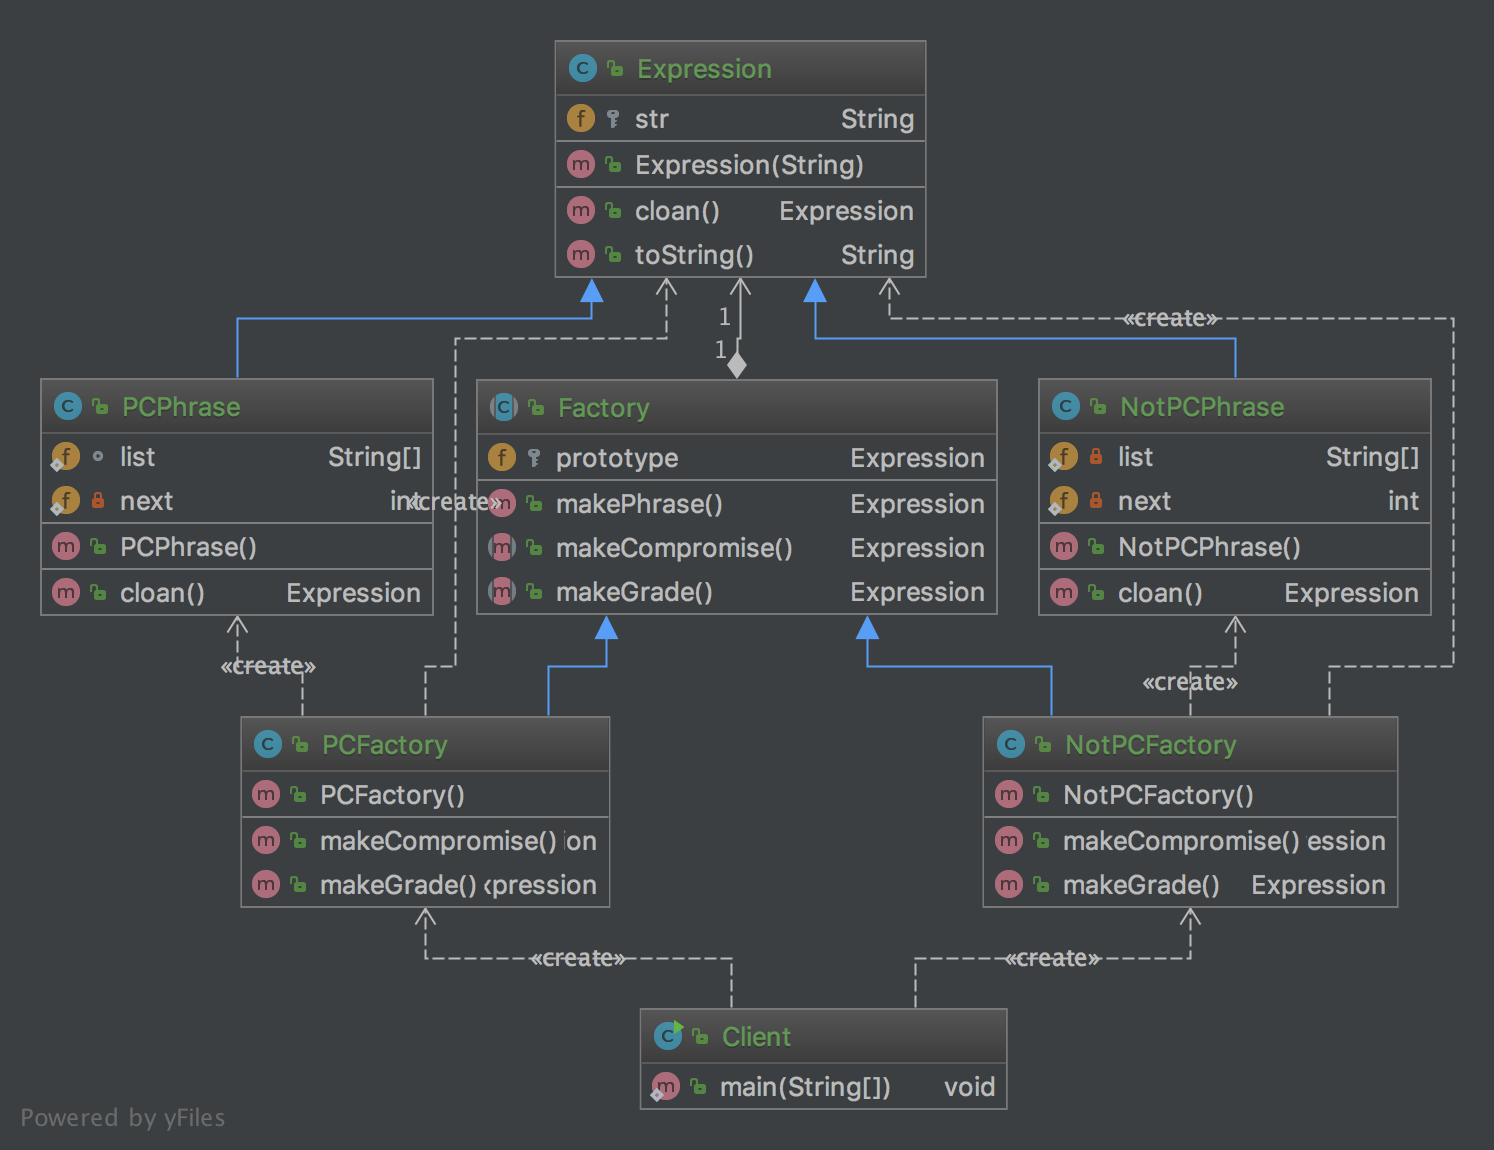 Expression
str String
Expression(String)
cloan() Expression
toString() String
1
1
«create»
PCPhrase
list String[]
next int
PCPhrase()
cloan() Expression
«create»
Factory
prototype Expression
makePhrase() Expression
makeCompromise() Expression
makeGrade() Expression
NotPCPhrase
list String[]
next int
NotPCPhrase()
cloan() Expression
«create»
«create»
PCFactory
PCFactory()
makeCompromise() ion
makeGrade() xpression
NotPCFactory
NotPCFactory()
makeCompromise() ession
makeGrade() Expression
«create»
«create»
Client
main(String[]) void
Powered by yFiles